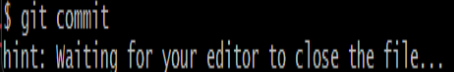 $ git commit
hint: Waiting for your editor to close the file...